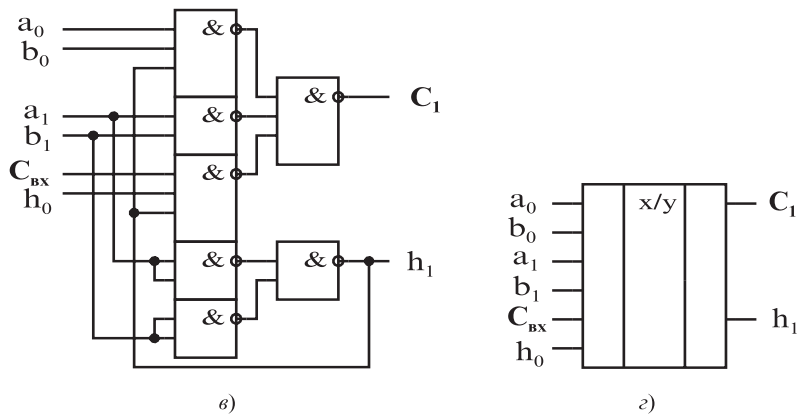 a₀
b₀
a₁
b₁
Cвх
h₀
&
&
&
&
&
&
&
C₁
h₁
в)
a₀
b₀
a₁
b₁
Cвх
h₀
x/y
C₁
h₁
г)